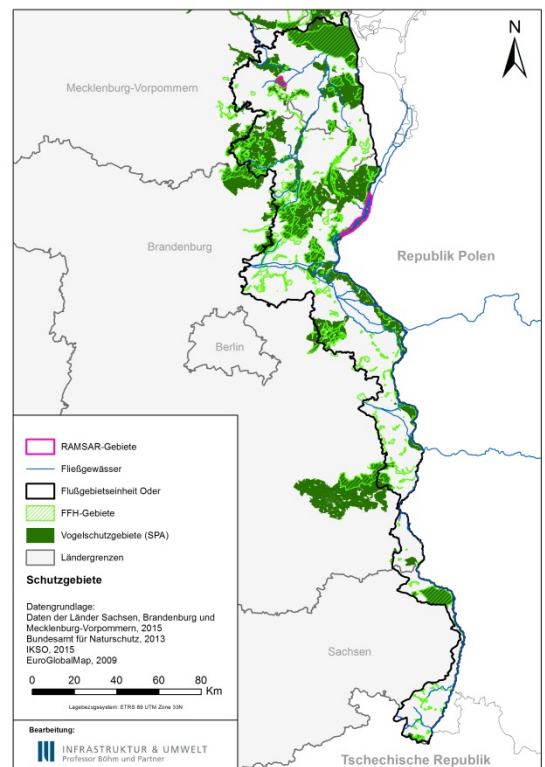 N
Mecklenburg-Vorpommern
Brandenburg
Republik Polen
Berlin
RAMSAR-Gebiete
Fließgewässer
Flußgebietseinheit Oder
FFH-Gebiete
Vogelschutzgebiete (SPA)
Ländergrenzen
Schutzgebiete
Datengrundlage:
Daten der Länder Sachsen, Brandenburg und
Mecklenburg-Vorpommern, 2015
Bundesamt für Naturschutz, 2013
IKSO, 2015
EuroGlobalMap, 2009
0 20 40 60 80
Km
Lagebezugssystem: ETRS 89 UTM Zone 33N
Sachsen
Bearbeitung:
INFRASTRUKTUR & UMWELT
Professor Böhm und Partner
Tschechische Republik